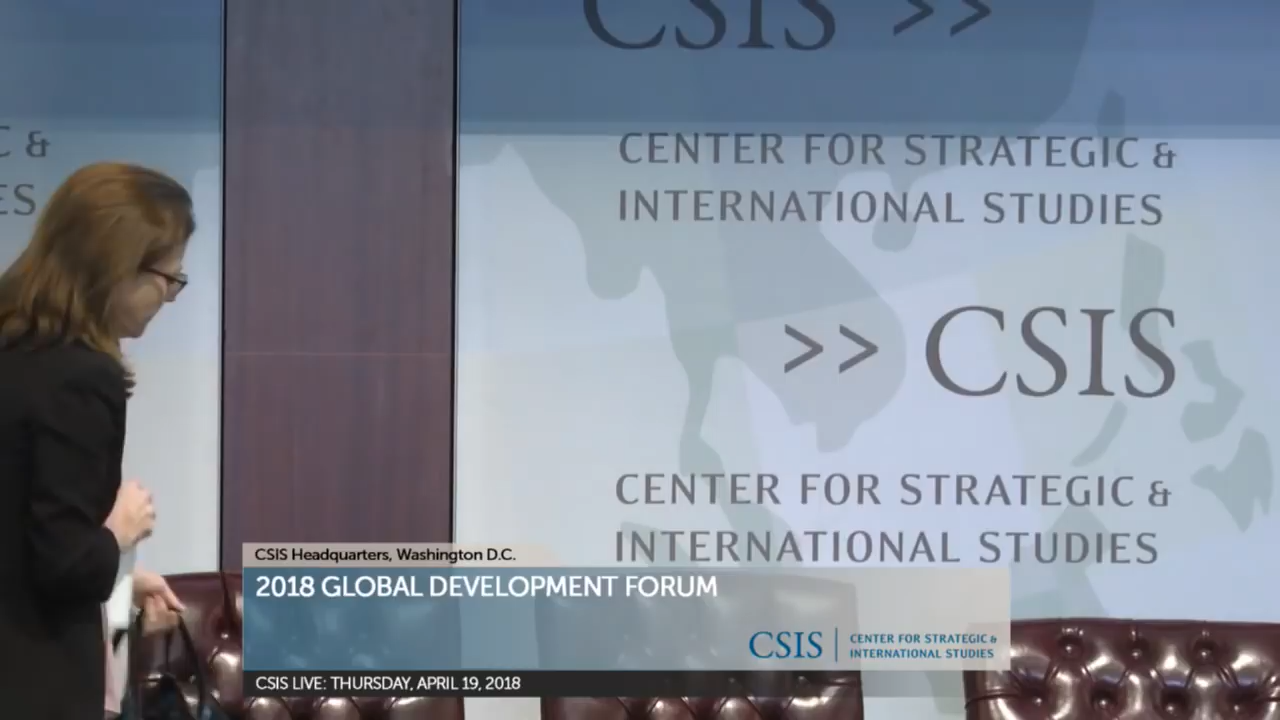 CSIS >>
C &
ES
CENTER FOR STRATEGIC &
INTERNATIONAL STUDIES
>> CSIS
CENTER FOR STRATEGIC &
INTERNATIONAL STUDIES
CSIS Headquarters, Washington D.C.
2018 GLOBAL DEVELOPMENT FORUM
CSIS
CENTER FOR STRATEGIC &
INTERNATIONAL STUDIES
CSIS LIVE: THURSDAY, APRIL 19, 2018